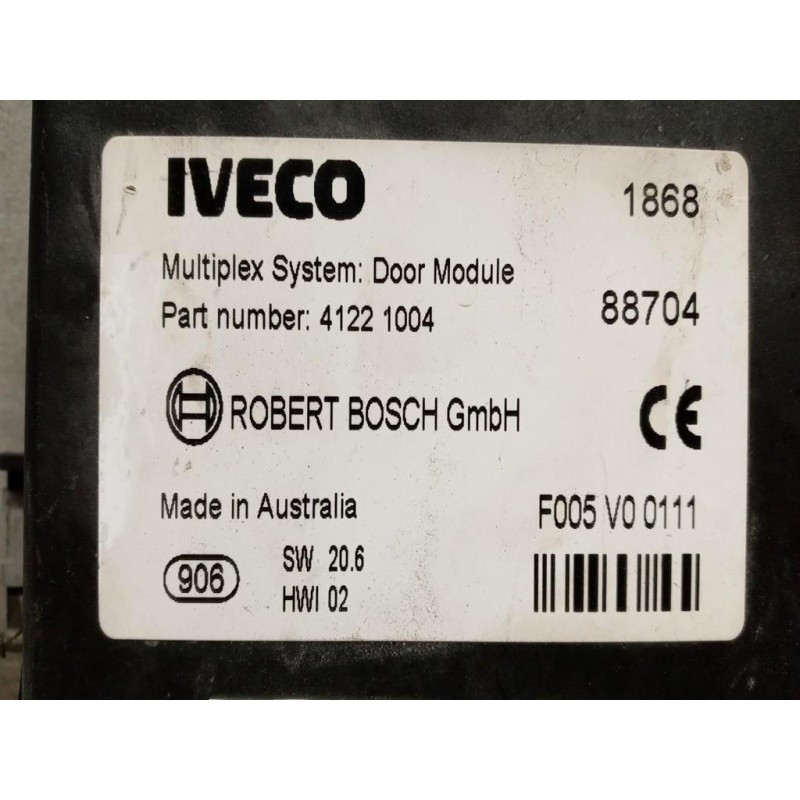 IVECO 1868
Multiplex System: Door Module
Part number: 4122 1004 88704
ROBERT BOSCH GmbH CE
Made in Australia F005 V0 0111
906 SW 20.6
HWI 02